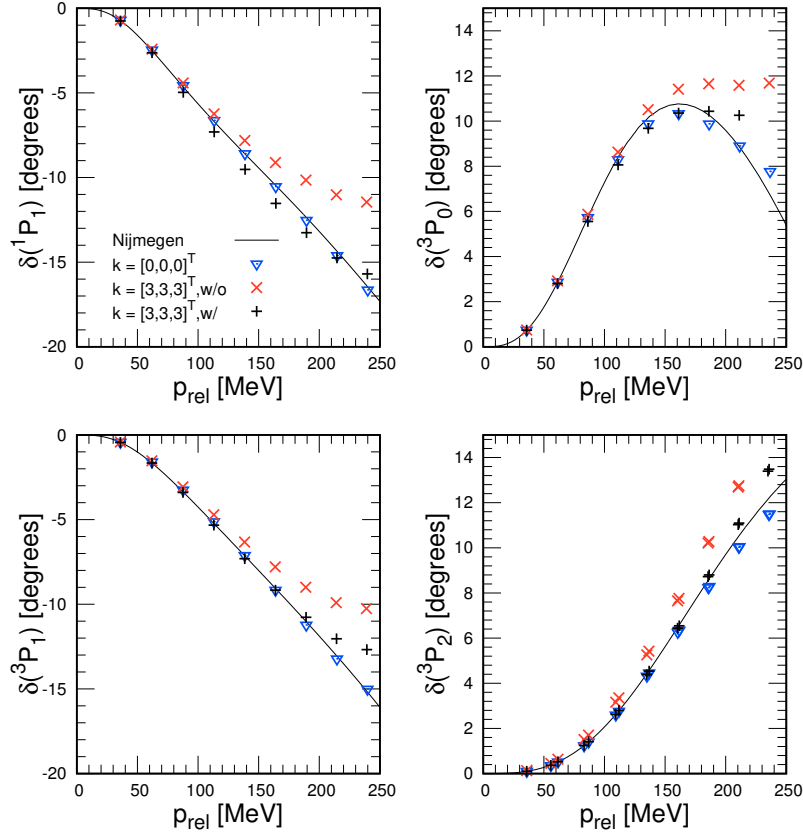 0
-5
-10
-15
-20
0 50 100 150 200 250
δ(¹P₁) [degrees]
p_rel [MeV]
Nijmegen
k = [0,0,0]ᵀ
k = [3,3,3]ᵀ,w/o
k = [3,3,3]ᵀ,w/
14
12
10
8
6
4
2
0
0 50 100 150 200 250
δ(³P₀) [degrees]
p_rel [MeV]
0
-5
-10
-15
-20
0 50 100 150 200 250
δ(³P₁) [degrees]
p_rel [MeV]
14
12
10
8
6
4
2
0
0 50 100 150 200 250
δ(³P₂) [degrees]
p_rel [MeV]